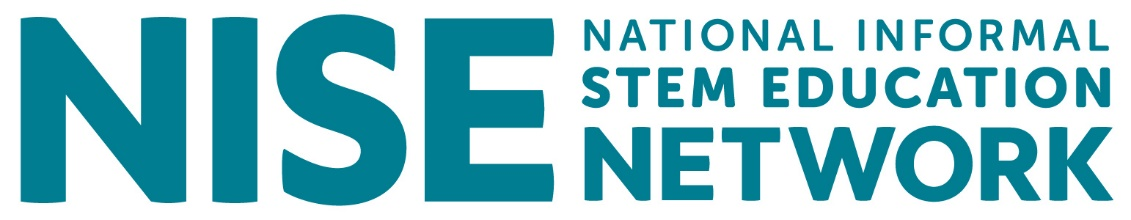 NISE
NATIONAL INFORMAL
STEM EDUCATION
NETWORK